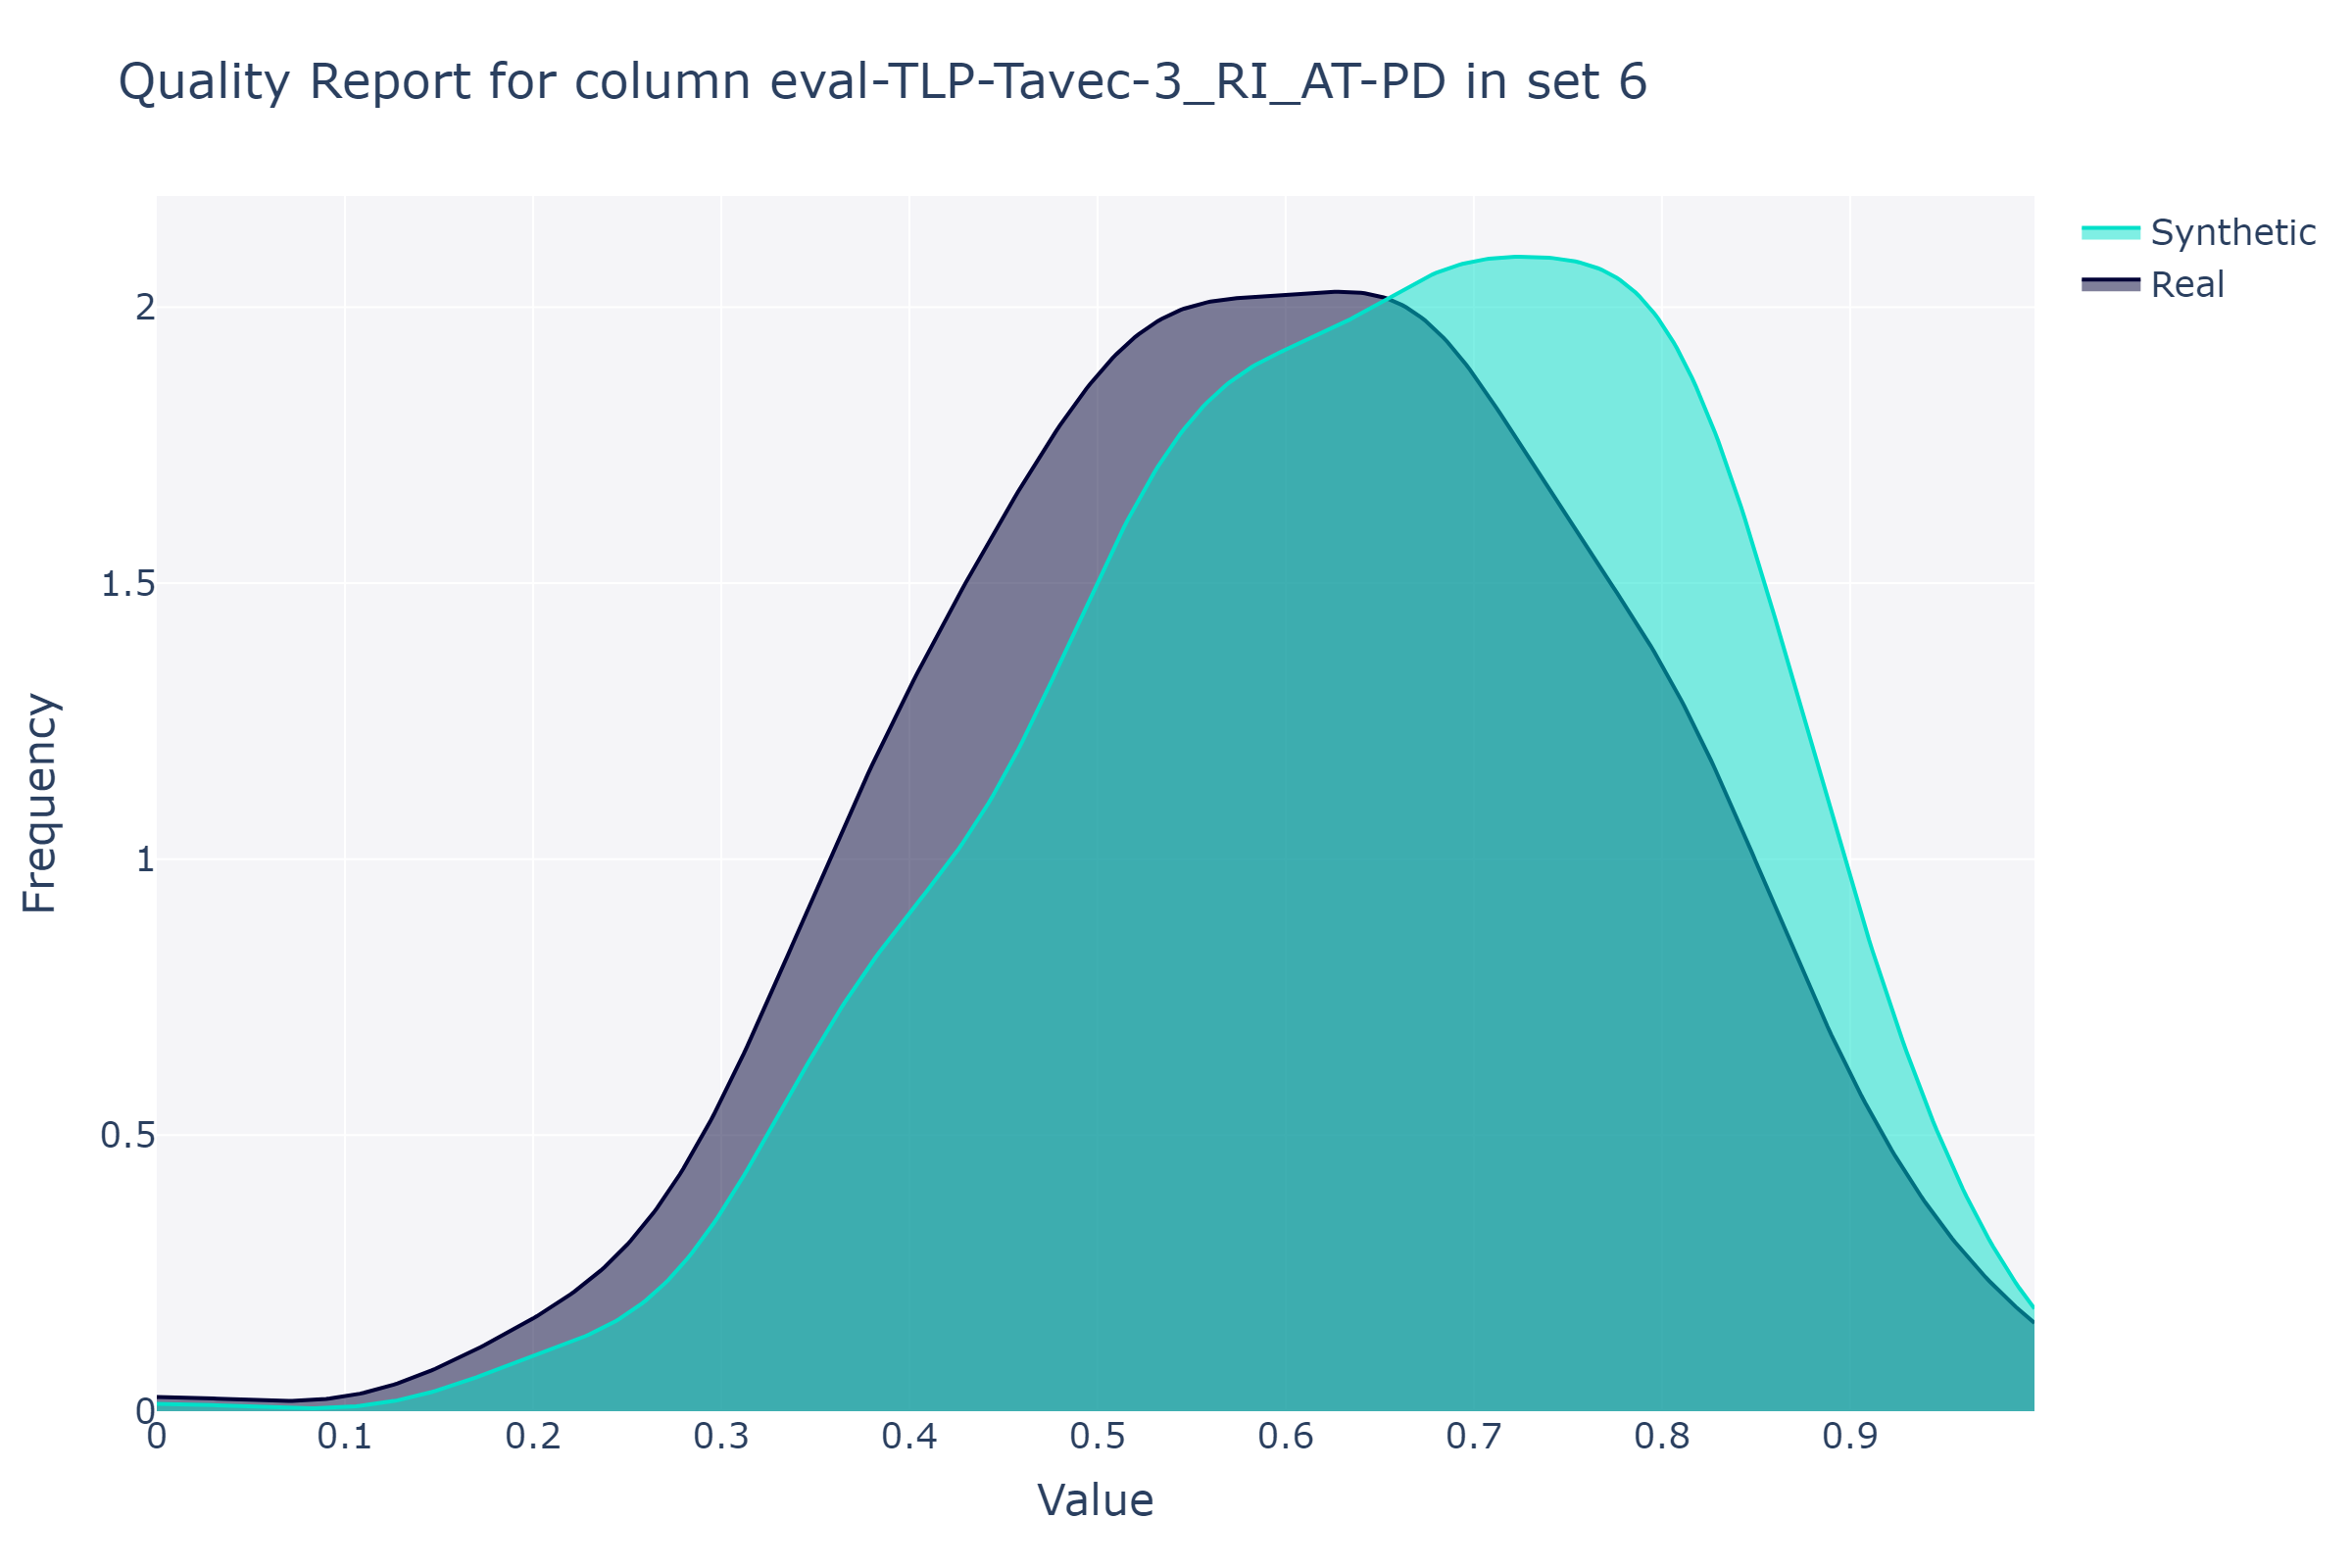 Quality Report for column eval-TLP-Tavec-3_RI_AT-PD in set 6
Synthetic
Real
Frequency
2
1.5
1
0.5
0
0 0.1 0.2 0.3 0.4 0.5 0.6 0.7 0.8 0.9
Value